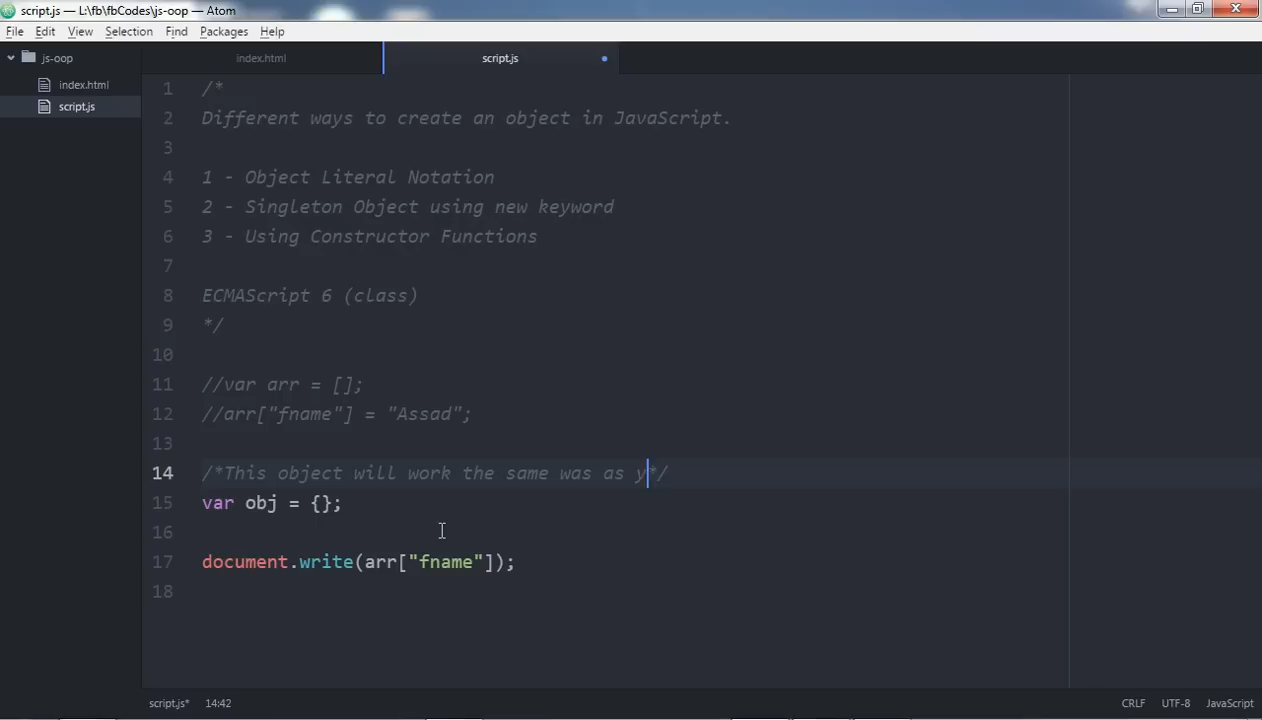 script.js — L:\fb\fbCodes\js-oop — Atom
File Edit View Selection Find Packages Help
js-oop
index.html
script.js
index.html
script.js
1 /*
2 Different ways to create an object in JavaScript.
3
4 1 - Object Literal Notation
5 2 - Singleton Object using new keyword
6 3 - Using Constructor Functions
7
8 ECMAScript 6 (class)
9 */
10
11 //var arr = [];
12 //arr["fname"] = "Assad";
13
14 /*This object will work the same was as y*/
15 var obj = {};
16
17 document.write(arr["fname"]);
18
script.js* 14:42 CRLF UTF-8 JavaScript